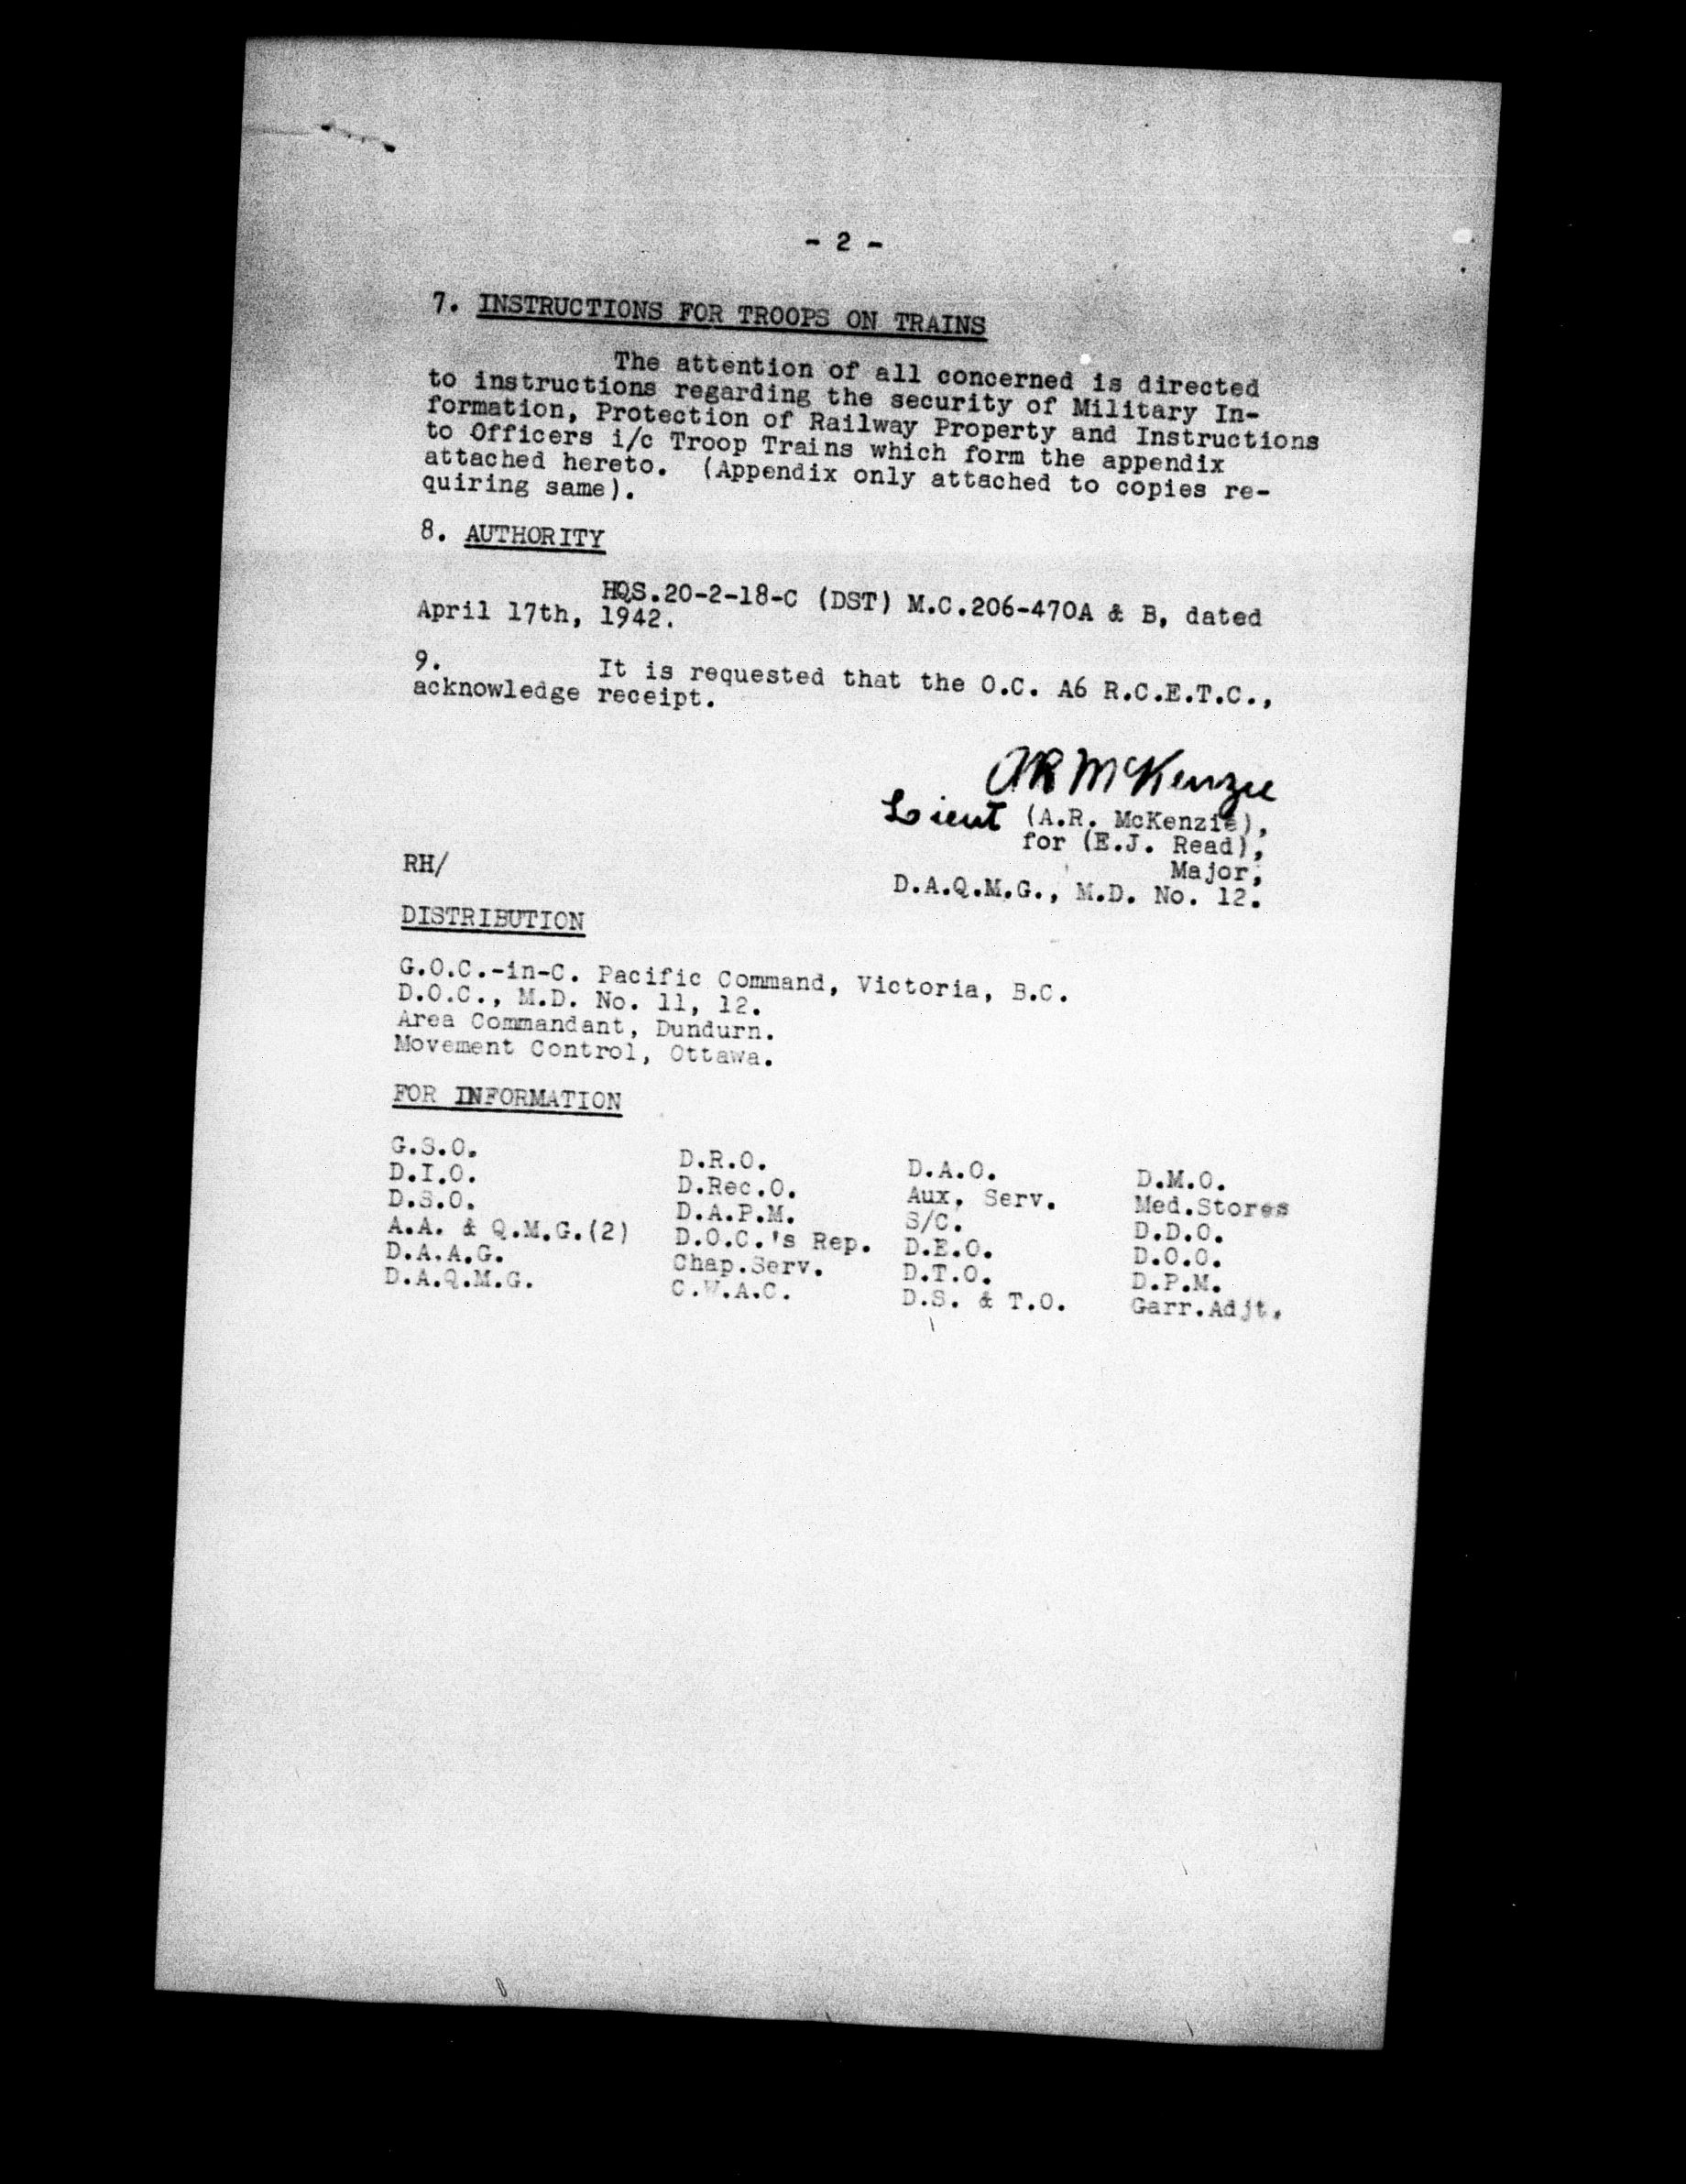 - 2 -
7. INSTRUCTIONS FOR TROOPS ON TRAINS
The attention of all concerned is directed
to instructions regarding the security of Military In-
formation, Protection of Railway Property and Instructions
to Officers i/c Troop Trains which form the appendix
attached hereto. (Appendix only attached to copies re-
quiring same).
8. AUTHORITY
HQS.20-2-18-C (DST) M.C.206-470A & B, dated
April 17th, 1942.
9. It is requested that the O.C. A6 R.C.E.T.C.,
acknowledge receipt.
AR McKenzie
Lieut (A.R. McKenzie),
for (E.J. Read),
Major,
RH/
D.A.Q.M.G., M.D. No. 12.
DISTRIBUTION
G.O.C.-in-C. Pacific Command, Victoria, B.C.
D.O.C., M.D. No. 11, 12.
Area Commandant, Dundurn.
Movement Control, Ottawa.
FOR INFORMATION
G.S.O. D.R.O. D.A.O. D.M.O.
D.I.O. D.Rec.O. Aux. Serv. Med.Stores
D.S.O. D.A.P.M. S/C. D.D.O.
A.A. & Q.M.G.(2) D.O.C.'s Rep. D.E.O. D.O.O.
D.A.A.G. Chap.Serv. D.T.O. D.P.M.
D.A.Q.M.G. C.W.A.C. D.S. & T.O. Garr.Adjt.